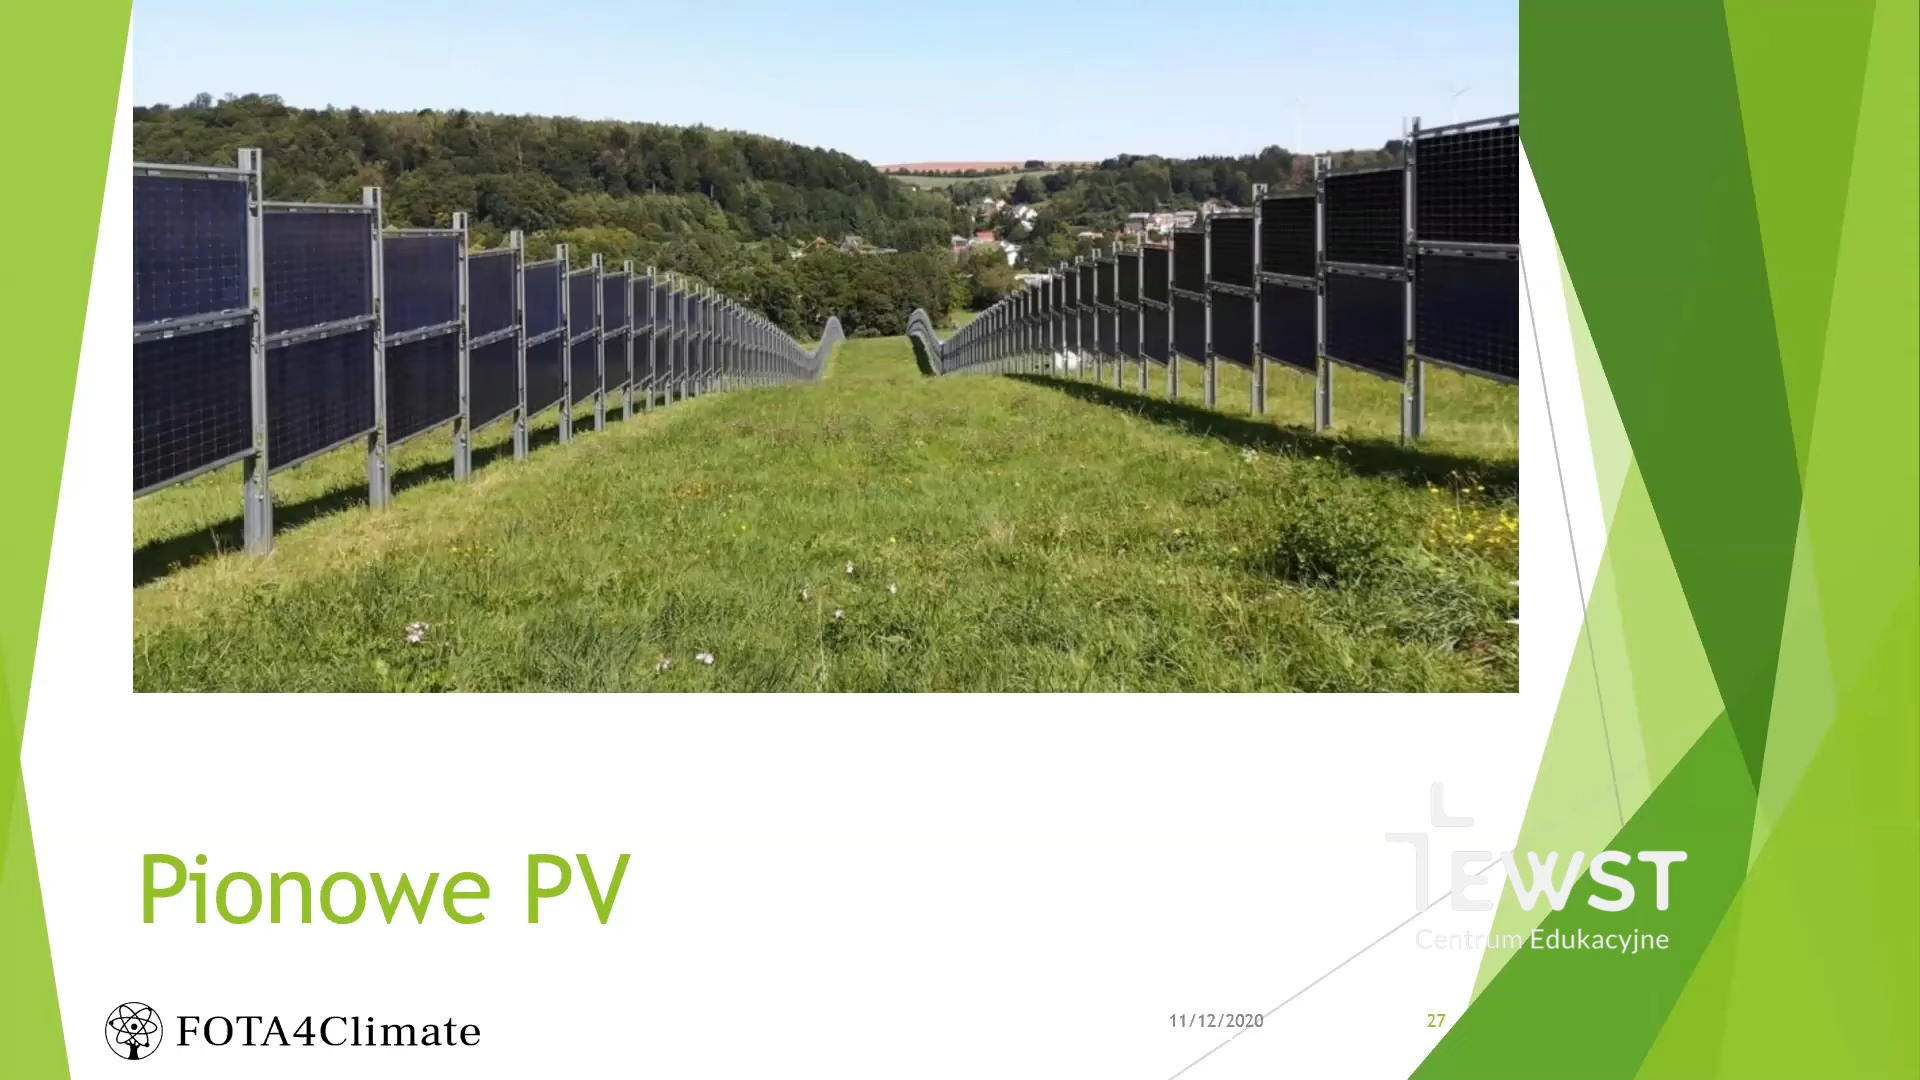 Pionowe PV
EWST
Centrum Edukacyjne
FOTA4Climate
11/12/2020
27